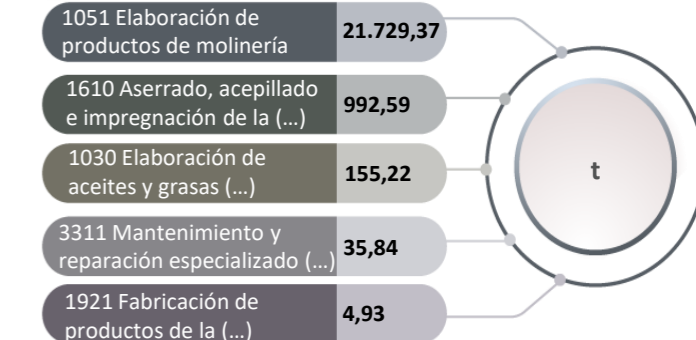 1051 Elaboración de
productos de molinería
21.729,37
1610 Aserrado, acepillado
e impregnación de la (...)
992,59
1030 Elaboración de
aceites y grasas (...)
155,22
3311 Mantenimiento y
reparación especializado (...)
35,84
1921 Fabricación de
productos de la (...)
4,93
t